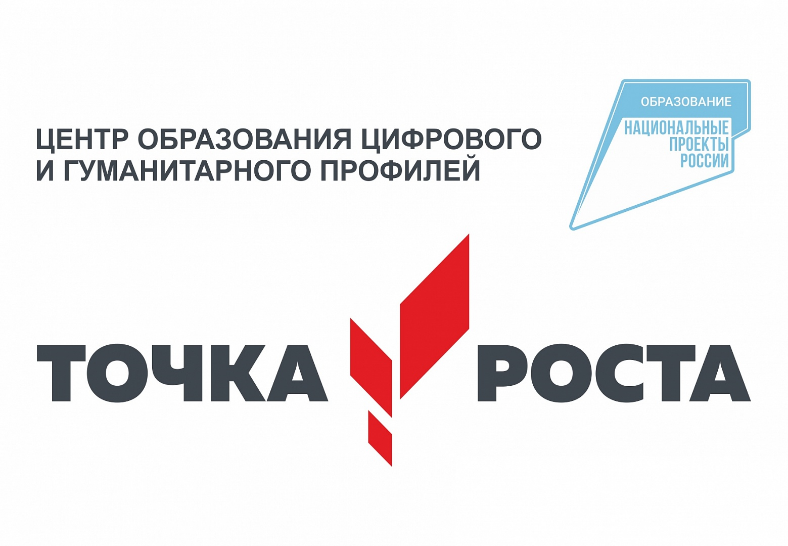 ЦЕНТР ОБРАЗОВАНИЯ ЦИФРОВОГО
И ГУМАНИТАРНОГО ПРОФИЛЕЙ
ОБРАЗОВАНИЕ
НАЦИОНАЛЬНЫЕ
ПРОЕКТЫ
РОССИИ
ТОЧКА РОСТА